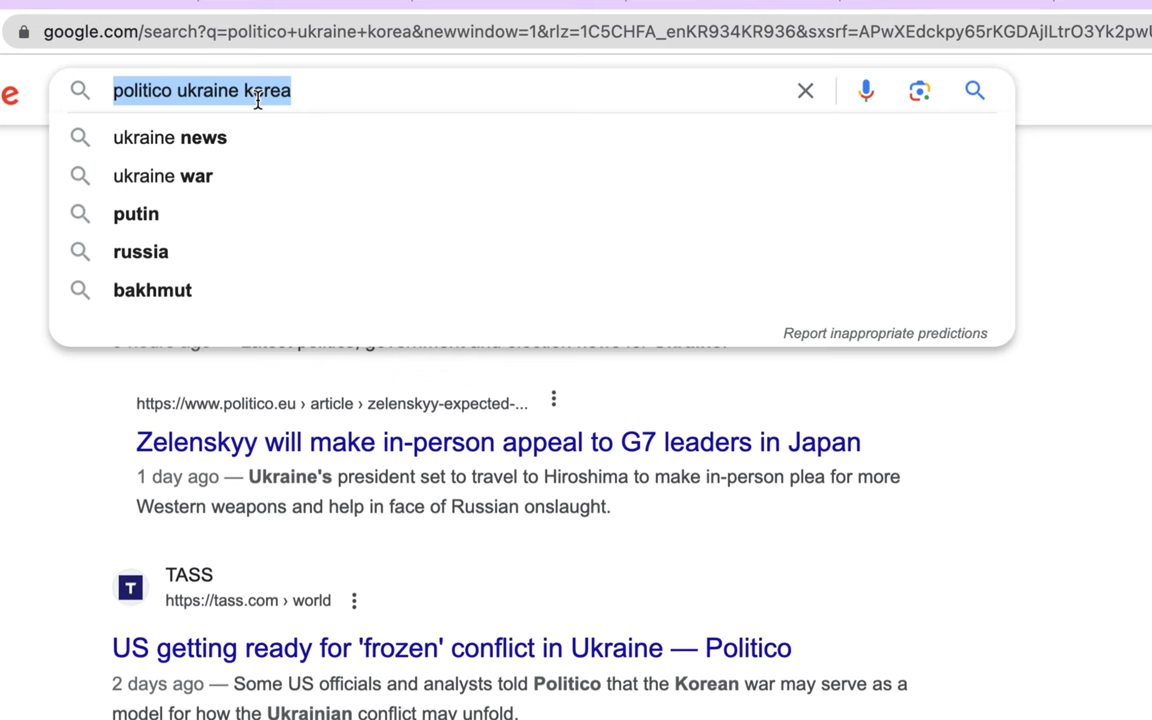 google.com/search?q=politico+ukraine+korea&newwindow=1&rlz=1C5CHFA_enKR934KR936&sxsrf=APwXEdckpy65rKGDAjILtrO3Yk2pwU
e
politico ukraine korea
ukraine news
ukraine war
putin
russia
bakhmut
Report inappropriate predictions
https://www.politico.eu › article › zelenskyy-expected-...
Zelenskyy will make in-person appeal to G7 leaders in Japan
1 day ago — Ukraine's president set to travel to Hiroshima to make in-person plea for more
Western weapons and help in face of Russian onslaught.
T
TASS
https://tass.com › world
US getting ready for 'frozen' conflict in Ukraine — Politico
2 days ago — Some US officials and analysts told Politico that the Korean war may serve as a
model for how the Ukrainian conflict may unfold.